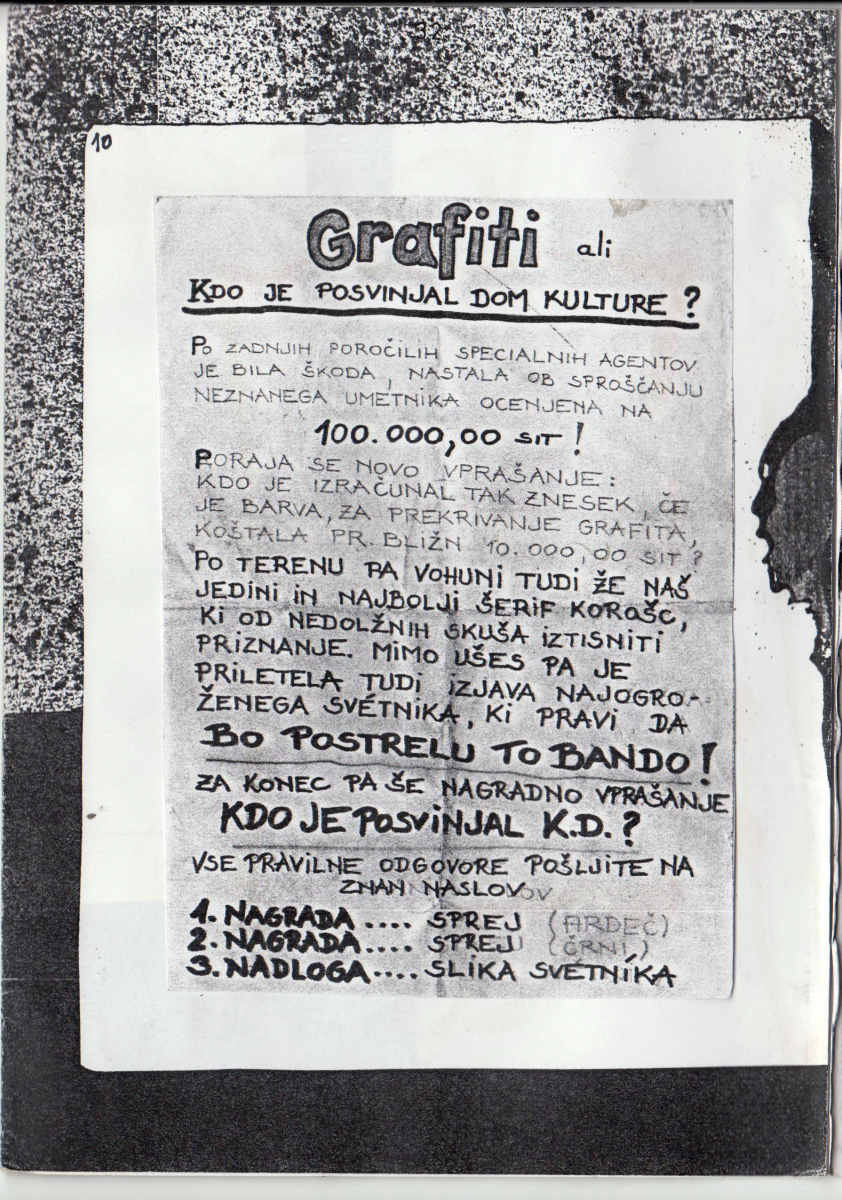 10
Grafiti ali
KDO JE POSVINJAL DOM KULTURE ?
PO ZADNJIH POROČILIH SPECIALNIH AGENTOV
JE BILA ŠKODA, NASTALA OB SPROŠČANJU
NEZNANEGA UMETNIKA OCENJENA NA
100.000,00 SIT !
PORAJA SE NOVO VPRAŠANJE :
KDO JE IZRAČUNAL TAK ZNESEK, ČE
JE BARVA, ZA PREKRIVANJE GRAFITA,
KOŠTALA PR. BLIŽN 10.000,00 SIT ?
PO TERENU PA VOHUNI TUDI ŽE NAŠ
JEDINI IN NAJBOLJI ŠERIF KORAŠC,
KI OD NEDOLŽNIH SKUŠA IZTISNITI
PRIZNANJE. MIMO UŠES PA JE
PRILETELA TUDI IZJAVA NAJOGRO-
ŽENEGA SVÉTNIKA, KI PRAVI DA
BO POSTRELU TO BANDO !
ZA KONEC PA ŠE NAGRADNO VPRAŠANJE
KDO JE POSVINJAL K.D. ?
VSE PRAVILNE ODGOVORE POŠLJITE NA
ZNAN NASLOV
1. NAGRADA .... SPREJ (ARDEČ)
2. NAGRADA .... SPREJ (ČRNI)
3. NADLOGA .... SLIKA SVÉTNÍKA